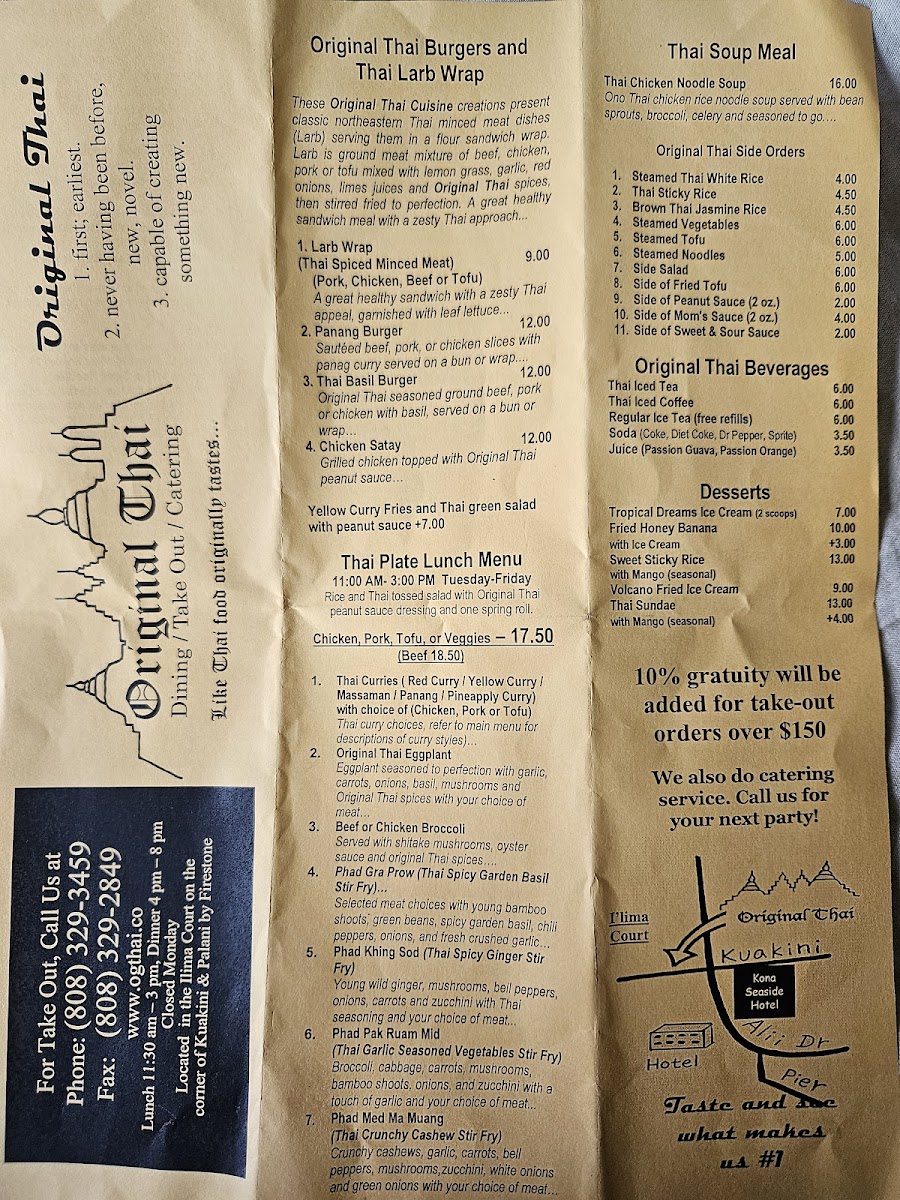 Original Thai
1. first; earliest.
2. never having been before,
new, novel.
3. capable of creating
something new.
Original Thai
Dining / Take Out / Catering
Like Thai food originally tastes...
For Take Out, Call Us at
Phone: (808) 329-3459
Fax: (808) 329-2849
www.ogthai.co
Lunch 11:30 am – 3 pm, Dinner 4 pm – 8 pm
Closed Monday
Located in the Ilima Court on the
corner of Kuakini & Palani by Firestone
Original Thai Burgers and
Thai Larb Wrap
These Original Thai Cuisine creations present
classic northeastern Thai minced meat dishes
(Larb) serving them in a flour sandwich wrap.
Larb is ground meat mixture of beef, chicken,
pork or tofu mixed with lemon grass, garlic, red
onions, limes juices and Original Thai spices,
then stirred fried to perfection. A great healthy
sandwich meal with a zesty Thai approach...
1. Larb Wrap 9.00
(Thai Spiced Minced Meat)
(Pork, Chicken, Beef or Tofu)
A great healthy sandwich with a zesty Thai
appeal, garnished with leaf lettuce...
2. Panang Burger 12.00
Sautéed beef, pork, or chicken slices with
panag curry served on a bun or wrap....
3. Thai Basil Burger 12.00
Original Thai seasoned ground beef, pork
or chicken with basil, served on a bun or
wrap...
4. Chicken Satay 12.00
Grilled chicken topped with Original Thai
peanut sauce...
Yellow Curry Fries and Thai green salad
with peanut sauce +7.00
Thai Plate Lunch Menu
11:00 AM- 3:00 PM Tuesday-Friday
Rice and Thai tossed salad with Original Thai
peanut sauce dressing and one spring roll.
Chicken, Pork, Tofu, or Veggies – 17.50
(Beef 18.50)
1. Thai Curries ( Red Curry / Yellow Curry /
Massaman / Panang / Pineapply Curry)
with choice of (Chicken, Pork or Tofu)
Thai curry choices, refer to main menu for
descriptions of curry styles)...
2. Original Thai Eggplant
Eggplant seasoned to perfection with garlic,
carrots, onions, basil, mushrooms and
Original Thai spices with your choice of
meat...
3. Beef or Chicken Broccoli
Served with shitake mushrooms, oyster
sauce and original Thai spices....
4. Phad Gra Prow (Thai Spicy Garden Basil
Stir Fry)...
Selected meat choices with young bamboo
shoots, green beans, spicy garden basil, chili
peppers, onions, and fresh crushed garlic...
5. Phad Khing Sod (Thai Spicy Ginger Stir
Fry)
Young wild ginger, mushrooms, bell peppers,
onions, carrots and zucchini with Thai
seasoning and your choice of meat...
6. Phad Pak Ruam Mid
(Thai Garlic Seasoned Vegetables Stir Fry)
Broccoli, cabbage, carrots, mushrooms,
bamboo shoots, onions, and zucchini with a
touch of garlic and your choice of meat...
7. Phad Med Ma Muang
(Thai Crunchy Cashew Stir Fry)
Crunchy cashews, garlic, carrots, bell
peppers, mushrooms,zucchini, white onions
and green onions with your choice of meat...
Thai Soup Meal
Thai Chicken Noodle Soup 16.00
Ono Thai chicken rice noodle soup served with bean
sprouts, broccoli, celery and seasoned to go....
Original Thai Side Orders
1. Steamed Thai White Rice 4.00
2. Thai Sticky Rice 4.50
3. Brown Thai Jasmine Rice 4.50
4. Steamed Vegetables 6.00
5. Steamed Tofu 6.00
6. Steamed Noodles 5.00
7. Side Salad 6.00
8. Side of Fried Tofu 6.00
9. Side of Peanut Sauce (2 oz.) 2.00
10. Side of Mom's Sauce (2 oz.) 4.00
11. Side of Sweet & Sour Sauce 2.00
Original Thai Beverages
Thai Iced Tea 6.00
Thai Iced Coffee 6.00
Regular Ice Tea (free refills) 6.00
Soda (Coke, Diet Coke, Dr Pepper, Sprite) 3.50
Juice (Passion Guava, Passion Orange) 3.50
Desserts
Tropical Dreams Ice Cream (2 scoops) 7.00
Fried Honey Banana 10.00
with Ice Cream +3.00
Sweet Sticky Rice 13.00
with Mango (seasonal)
Volcano Fried Ice Cream 9.00
Thai Sundae 13.00
with Mango (seasonal) +4.00
10% gratuity will be
added for take-out
orders over $150
We also do catering
service. Call us for
your next party!
I'lima
Court
Original Thai
Kuakini
Kona
Seaside
Hotel
Alii Dr
Hotel
Pier
Taste and see
what makes
us #1